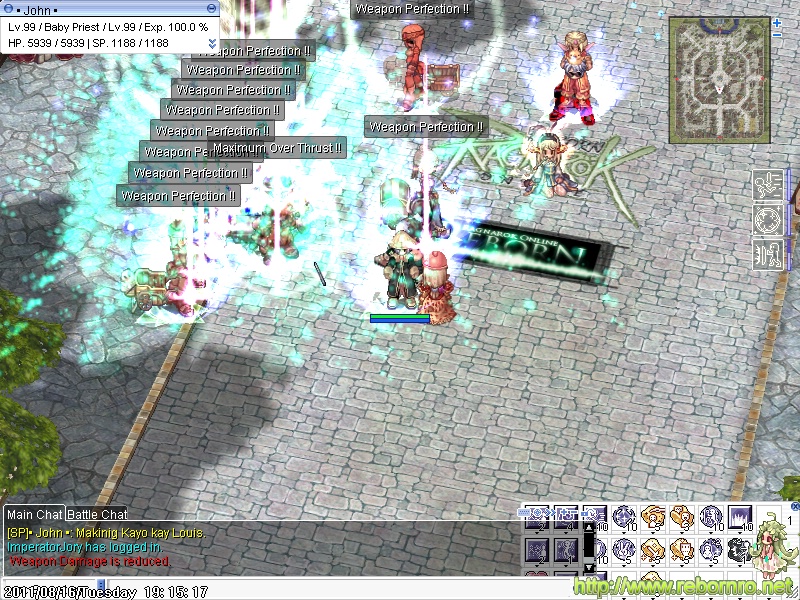 • John •
Lv.99 / Baby Priest / Lv.99 / Exp. 100.0 %
HP. 5939 / 5939 | SP. 1188 / 1188
Weapon Perfection !!
Weapon Perfection !!
Weapon Perfection !!
Weapon Perfection !!
Weapon Perfection !!
Weapon Perfection !!
Weapon Perfection !!
Maximum Over Thrust !!
Weapon Perfection !!
Weapon Perfection !!
RAGNAROK ONLINE
REBORN
Main Chat Battle Chat
[SP]• John •: Makinig Kayo kay Louis.
ImperatorJory has logged in.
Weapon Damage is reduced.
2011/08/16/Tuesday 19:15:17
http://www.rebornro.net